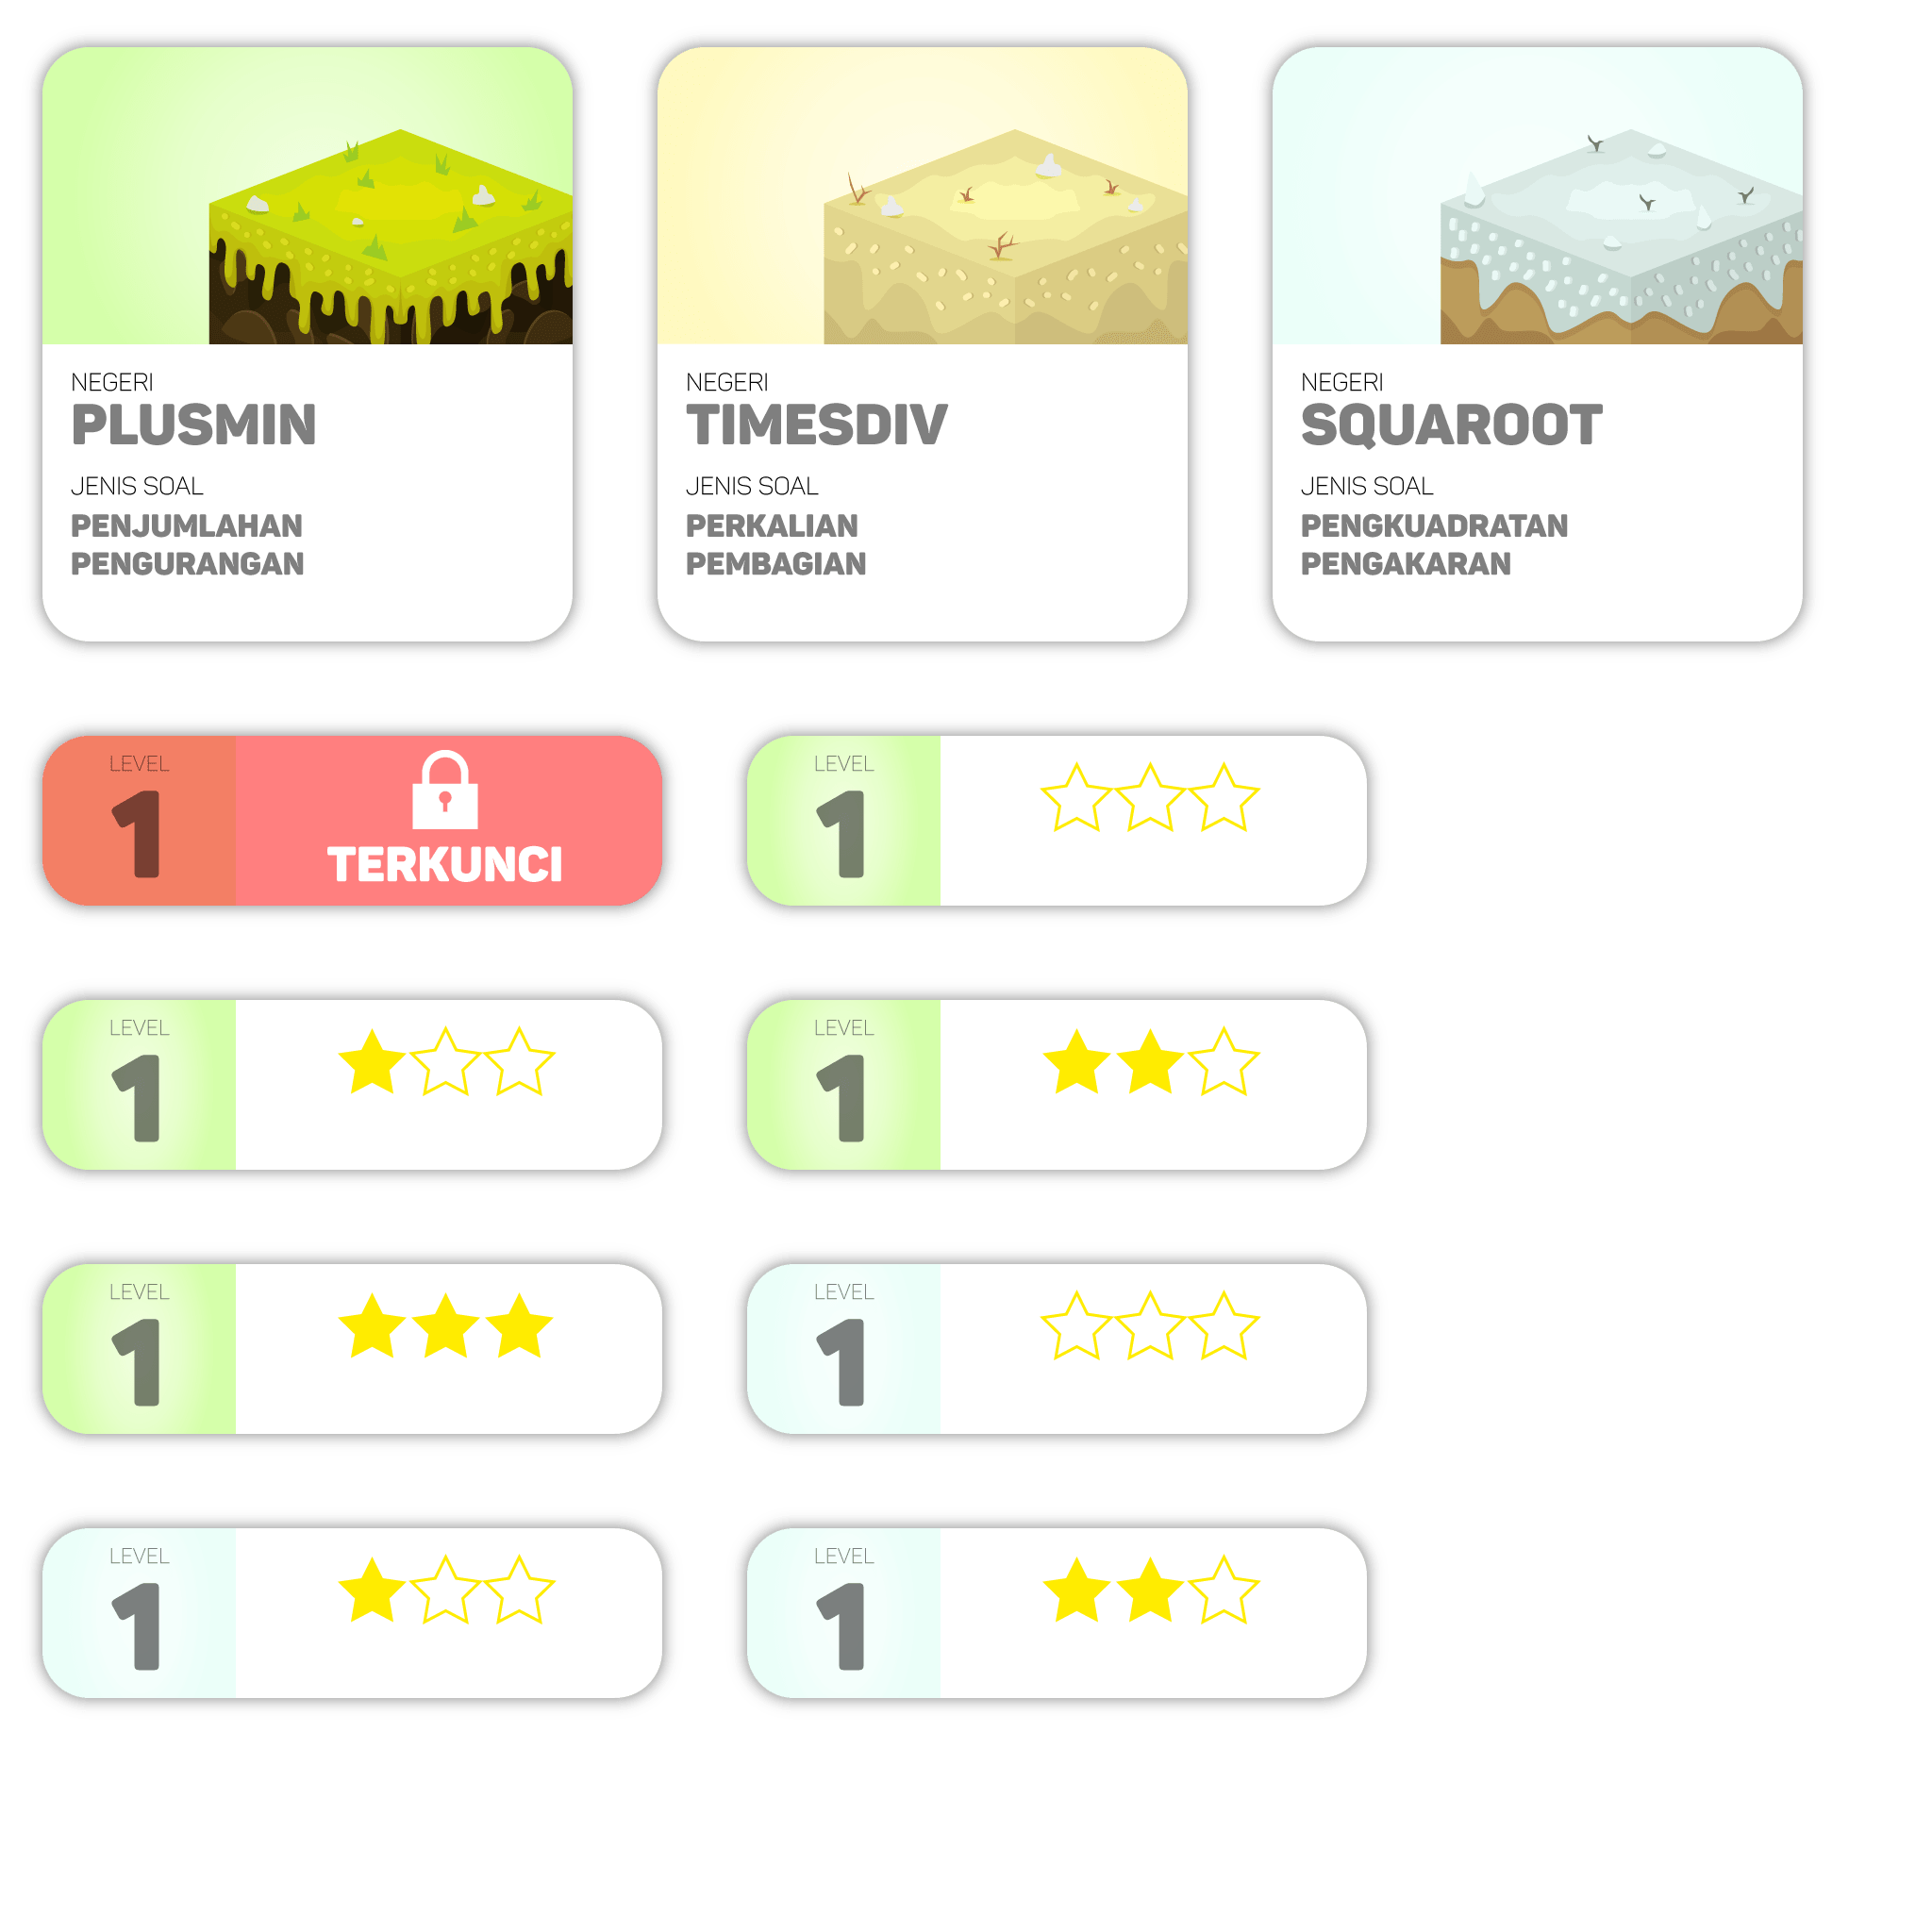 NEGERI
PLUSMIN
JENIS SOAL
PENJUMLAHAN
PENGURANGAN
NEGERI
TIMESDIV
JENIS SOAL
PERKALIAN
PEMBAGIAN
NEGERI
SQUAROOT
JENIS SOAL
PENGKUADRATAN
PENGAKARAN
LEVEL
1
TERKUNCI
LEVEL
1
LEVEL
1
LEVEL
1
LEVEL
1
LEVEL
1
LEVEL
1
LEVEL
1